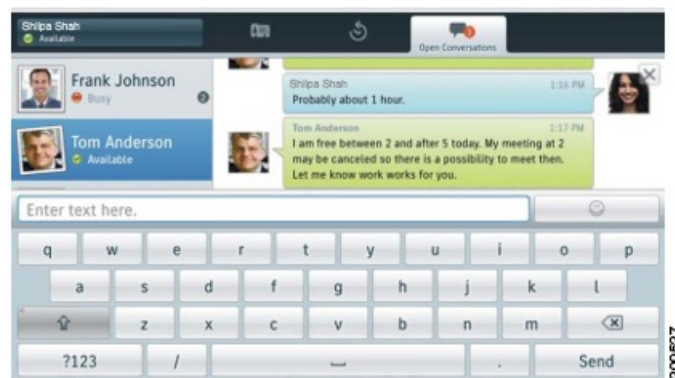 Shilpa Shah
Available
Open Conversations
Frank Johnson
Busy
2
Tom Anderson
Available
Shilpa Shah 1:16 PM
Probably about 1 hour.
Tom Anderson 1:17 PM
I am free between 2 and after 5 today. My meeting at 2
may be canceled so there is a possibility to meet then.
Let me know work works for you.
Enter text here.
q w e r t y u i o p
a s d f g h j k l
z x c v b n m
?123 / . Send